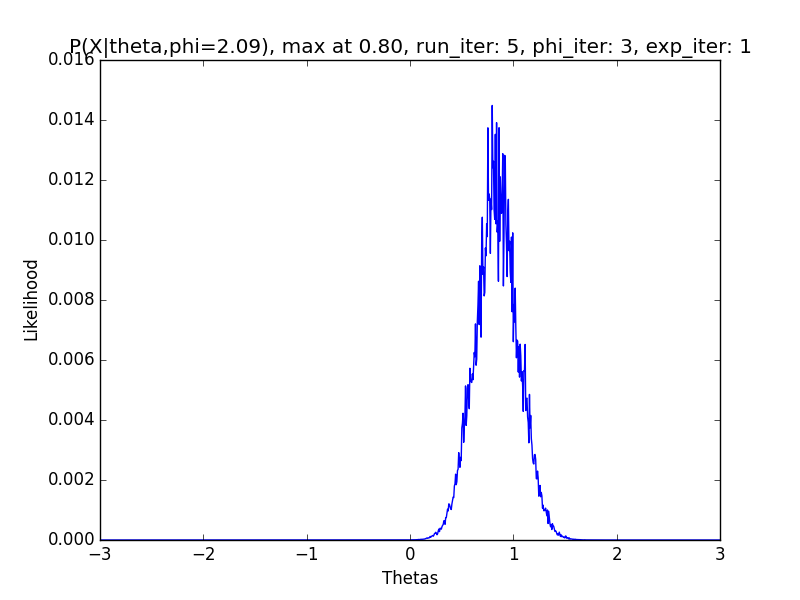 P(X|theta,phi=2.09), max at 0.80, run_iter: 5, phi_iter: 3, exp_iter: 1
0.016
0.014
0.012
0.010
0.008
0.006
0.004
0.002
0.000
Likelihood
−3 −2 −1 0 1 2 3
Thetas